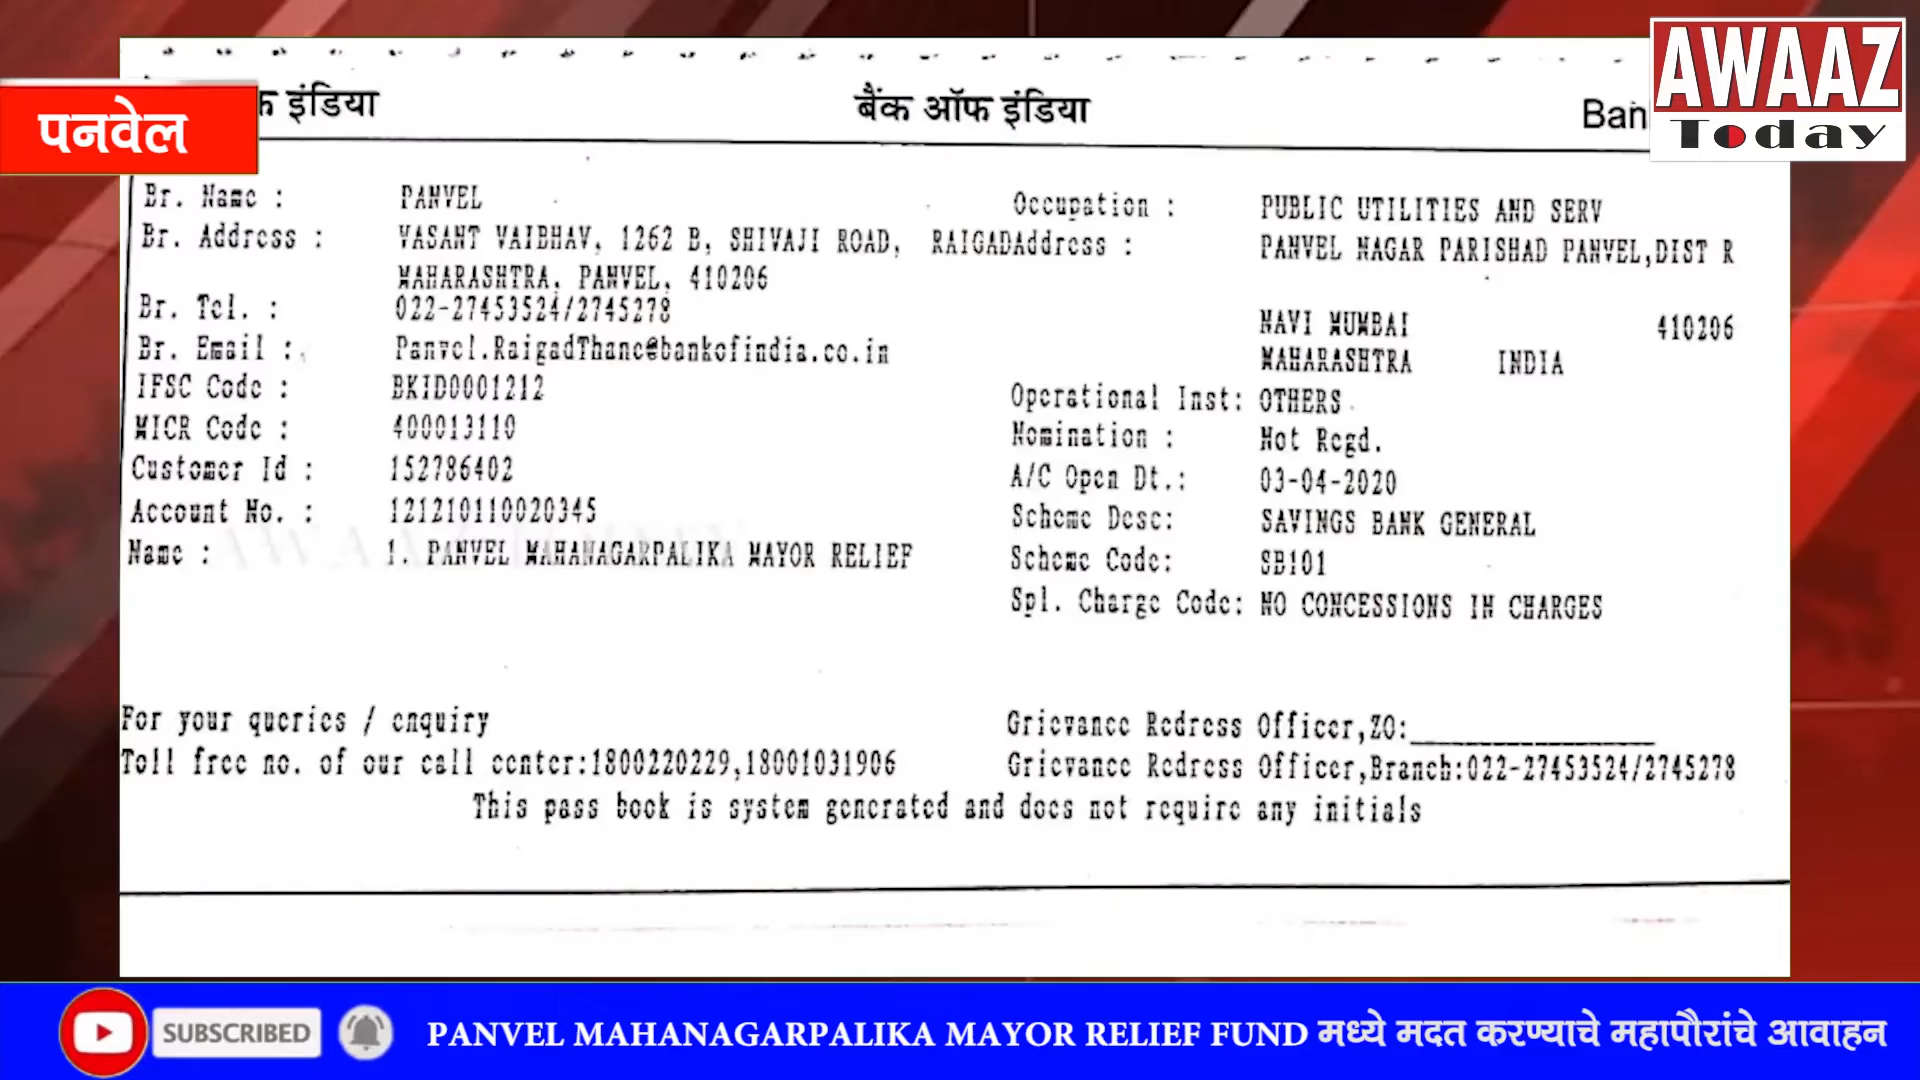 AWAAZ
Today
पनवेल
क इंडिया
बैंक ऑफ इंडिया
Ban
Br. Name : PANVEL
Br. Address : VASANT VAIBHAV, 1262 B, SHIVAJI ROAD, RAIGAD
MAHARASHTRA, PANVEL, 410206
Br. Tel. : 022-27453524/2745278
Br. Email : Panvel.RaigadThane@bankofindia.co.in
IFSC Code : BKID0001212
MICR Code : 400013110
Customer Id : 152786402
Account No. : 121210110020345
Name : 1. PANVEL MAHANAGARPALIKA MAYOR RELIEF
Occupation : PUBLIC UTILITIES AND SERV
Address : PANVEL NAGAR PARISHAD PANVEL,DIST R
NAVI MUMBAI 410206
MAHARASHTRA INDIA
Operational Inst: OTHERS
Nomination : Not Regd.
A/C Open Dt.: 03-04-2020
Scheme Desc: SAVINGS BANK GENERAL
Scheme Code: SB101
Spl. Charge Code: NO CONCESSIONS IN CHARGES
For your queries / enquiry
Toll free no. of our call center:1800220229,18001031906
Grievance Redress Officer,ZO:
Grievance Redress Officer,Branch:022-27453524/2745278
This pass book is system generated and does not require any initials
SUBSCRIBED
PANVEL MAHANAGARPALIKA MAYOR RELIEF FUND मध्ये मदत करण्याचे महापौरांचे आवाहन